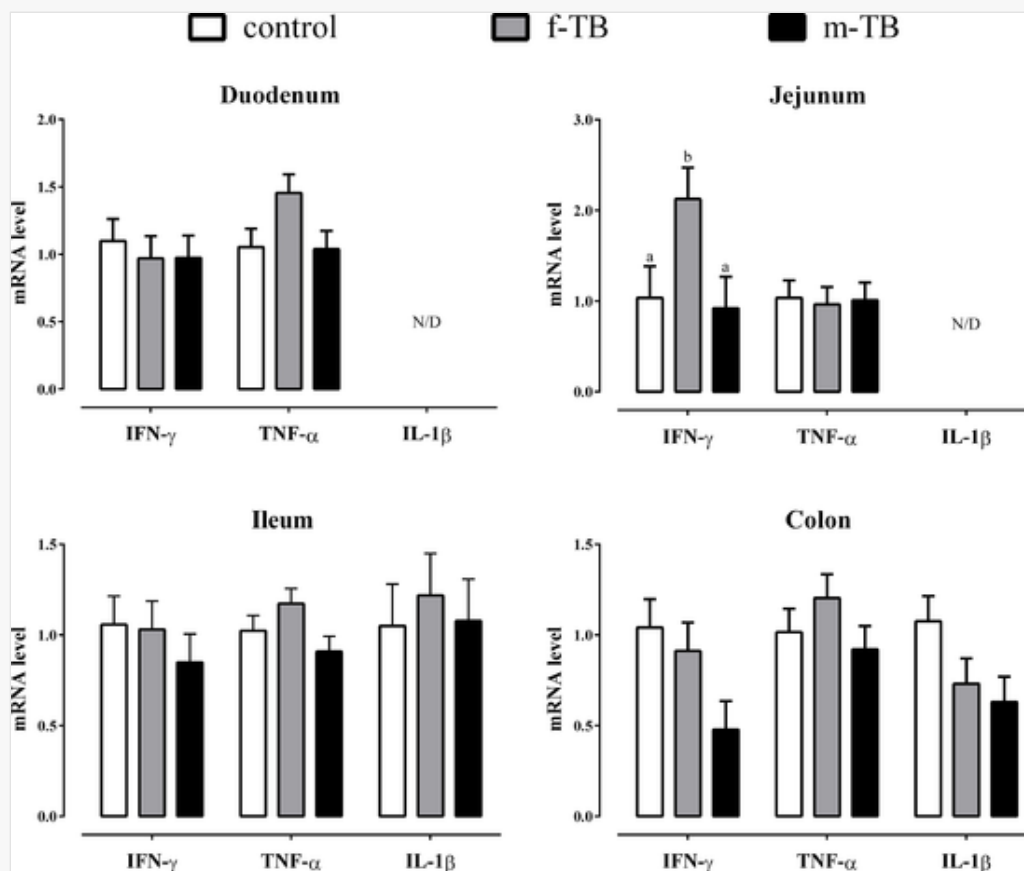 control f-TB m-TB
Duodenum
2.0
1.5
1.0
0.5
0.0
mRNA level
N/D
IFN-γ TNF-α IL-1β
Jejunum
3.0
2.0
1.0
0.0
mRNA level
a
b
a
N/D
IFN-γ TNF-α IL-1β
Ileum
1.5
1.0
0.5
0.0
mRNA level
IFN-γ TNF-α IL-1β
Colon
1.5
1.0
0.5
0.0
mRNA level
IFN-γ TNF-α IL-1β